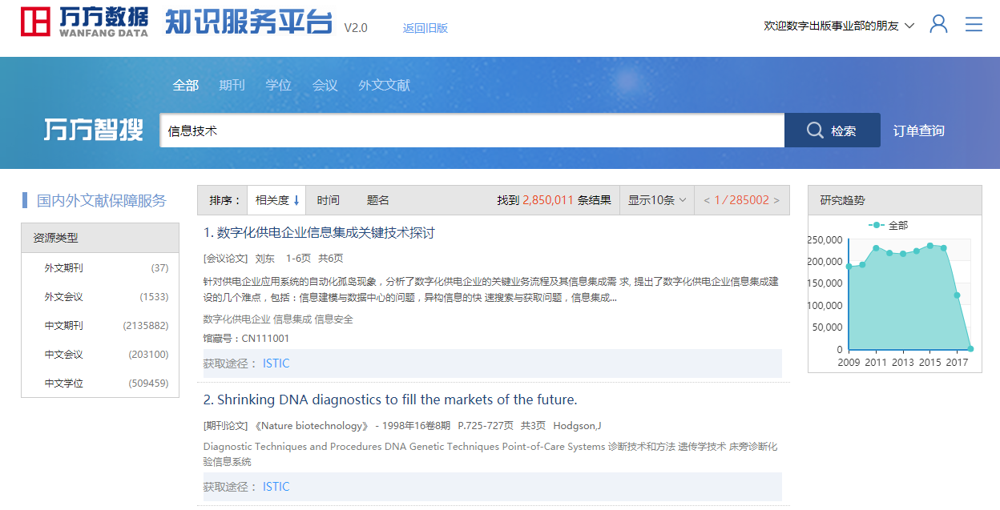 万方数据
WANFANG DATA
知识服务平台
V2.0
返回旧版
欢迎数字出版事业部的朋友
全部 期刊 学位 会议 外文文献
万方智搜
信息技术
检索
订单查询
国内外文献保障服务
资源类型
外文期刊 (37)
外文会议 (1533)
中文期刊 (2135882)
中文会议 (203100)
中文学位 (509459)
排序： 相关度 时间 题名 找到 2,850,011 条结果 显示10条 < 1 / 285002 >
1. 数字化供电企业信息集成关键技术探讨
[会议论文] 刘东 1-6页 共6页
针对供电企业应用系统的自动化孤岛现象，分析了数字化供电企业的关键业务流程及其信息集成需 求, 提出了数字化供电企业信息集成建
设的几个难点，包括：信息建模与数据中心的问题，异构信息的快 速搜索与获取问题，信息集成...
数字化供电企业 信息集成 信息安全
馆藏号：CN111001
获取途径： ISTIC
2. Shrinking DNA diagnostics to fill the markets of the future.
[期刊论文] 《Nature biotechnology》 - 1998年16卷8期 P.725-727页 共3页 Hodgson,J
Diagnostic Techniques and Procedures DNA Genetic Techniques Point-of-Care Systems 诊断技术和方法 遗传学技术 床旁诊断化
验信息系统
获取途径： ISTIC
研究趋势
全部
250,000
200,000
150,000
100,000
50,000
0
2009 2011 2013 2015 2017